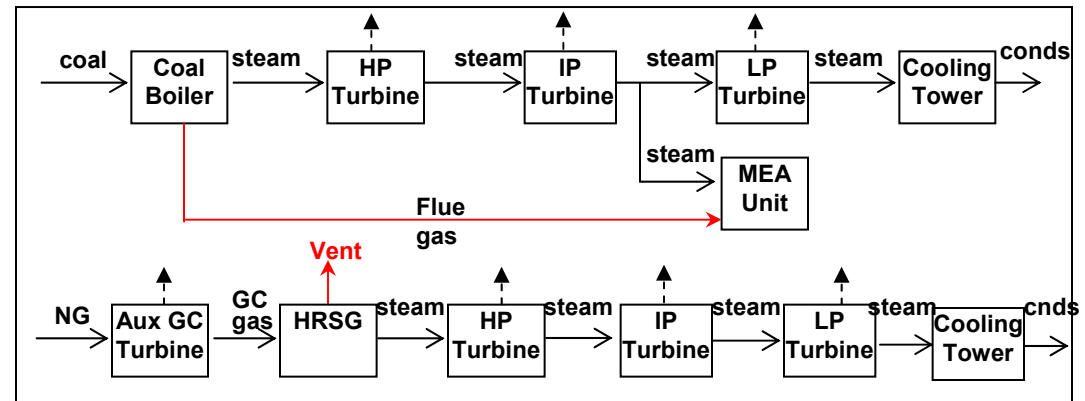 coal
Coal
Boiler
steam
HP
Turbine
steam
IP
Turbine
steam
LP
Turbine
steam
Cooling
Tower
conds
steam
MEA
Unit
Flue
gas
Vent
NG
Aux GC
Turbine
GC
gas
HRSG
steam
HP
Turbine
steam
IP
Turbine
steam
LP
Turbine
steam
Cooling
Tower
cnds